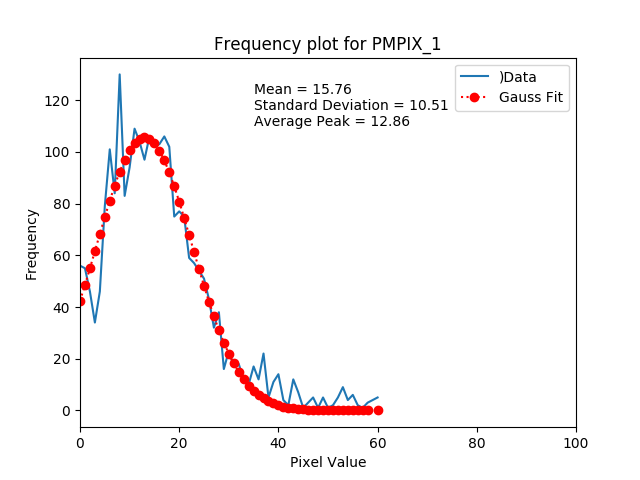 Frequency plot for PMPIX_1
)Data
Gauss Fit
Mean = 15.76
Standard Deviation = 10.51
Average Peak = 12.86
Frequency
120
100
80
60
40
20
0
0 20 40 60 80 100
Pixel Value